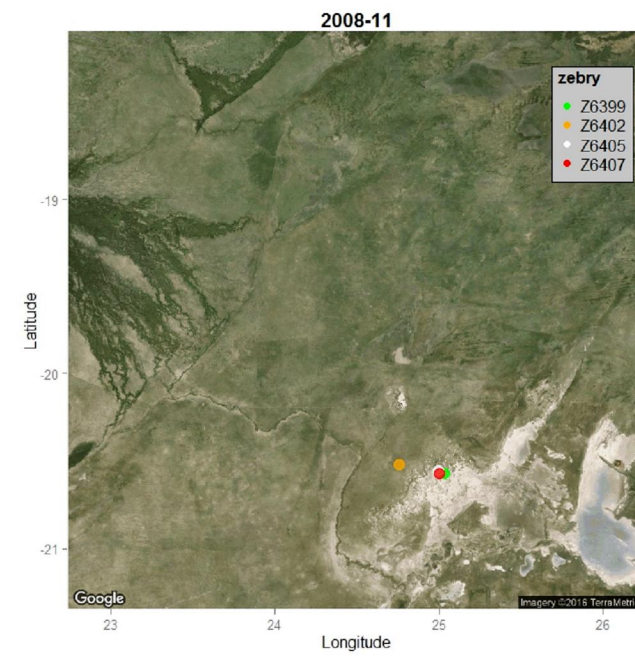 2008-11
zebry
Z6399
Z6402
Z6405
Z6407
-19
-20
-21
Latitude
Google
Imagery ©2016 TerraMetri
23 24 25 26
Longitude